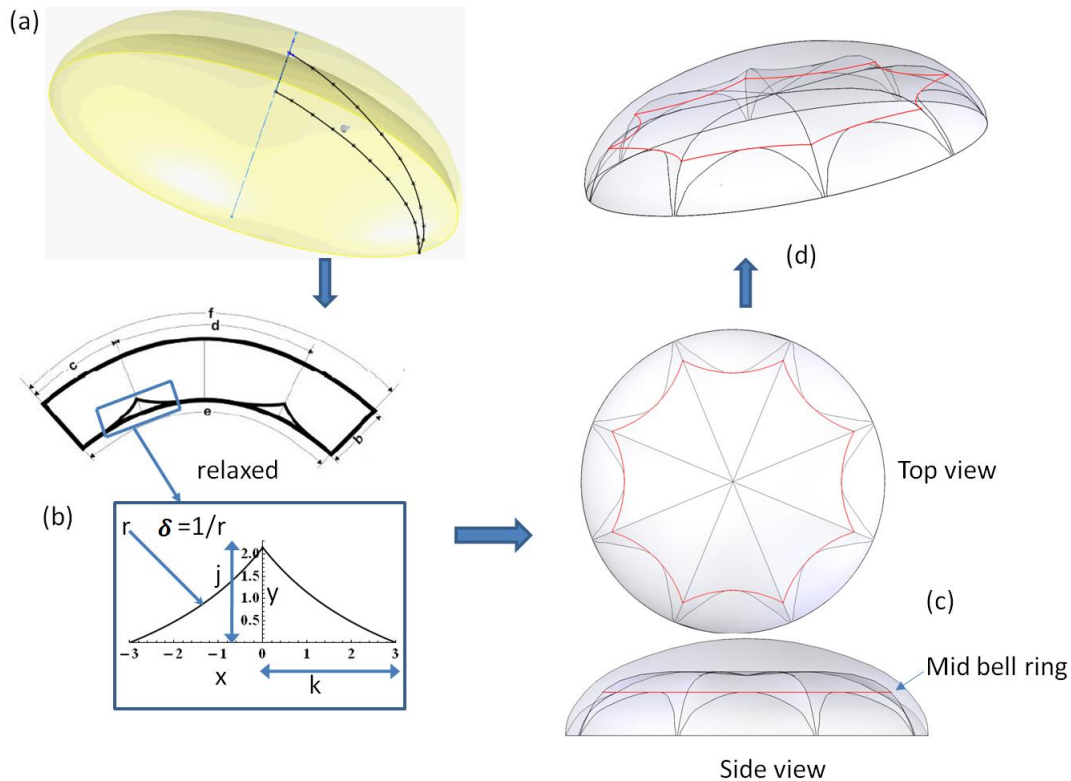 (a)
f
d
c
e
b
relaxed
(b)
r
δ =1/r
j
y
2.0
1.5
1.0
0.5
−3 −2 −1 0 1 2 3
x
k
(c)
Top view
Mid bell ring
Side view
(d)